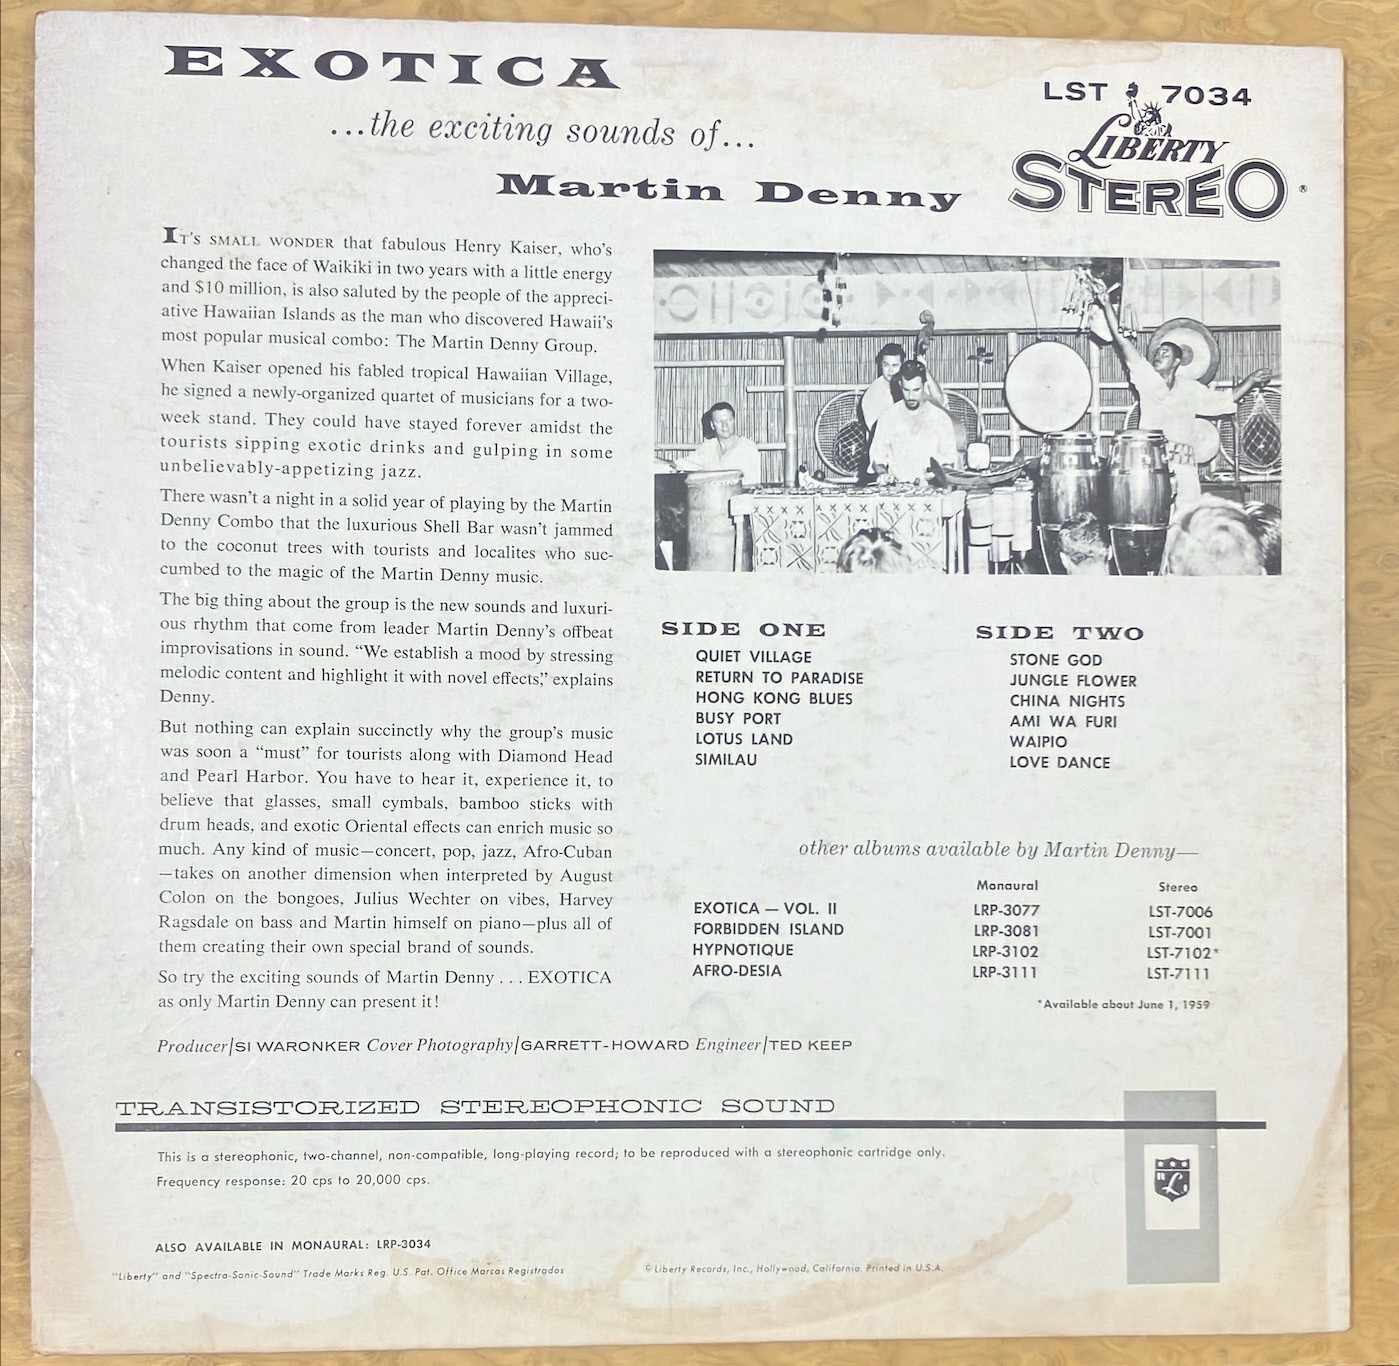 EXOTICA
...the exciting sounds of...
Martin Denny
LST 7034
LIBERTY
STEREO ®
IT'S SMALL WONDER that fabulous Henry Kaiser, who's
changed the face of Waikiki in two years with a little energy
and $10 million, is also saluted by the people of the appreci-
ative Hawaiian Islands as the man who discovered Hawaii's
most popular musical combo: The Martin Denny Group.
When Kaiser opened his fabled tropical Hawaiian Village,
he signed a newly-organized quartet of musicians for a two-
week stand. They could have stayed forever amidst the
tourists sipping exotic drinks and gulping in some
unbelievably-appetizing jazz.
There wasn't a night in a solid year of playing by the Martin
Denny Combo that the luxurious Shell Bar wasn't jammed
to the coconut trees with tourists and localites who suc-
cumbed to the magic of the Martin Denny music.
The big thing about the group is the new sounds and luxuri-
ous rhythm that come from leader Martin Denny's offbeat
improvisations in sound. "We establish a mood by stressing
melodic content and highlight it with novel effects," explains
Denny.
But nothing can explain succinctly why the group's music
was soon a "must" for tourists along with Diamond Head
and Pearl Harbor. You have to hear it, experience it, to
believe that glasses, small cymbals, bamboo sticks with
drum heads, and exotic Oriental effects can enrich music so
much. Any kind of music—concert, pop, jazz, Afro-Cuban
—takes on another dimension when interpreted by August
Colon on the bongoes, Julius Wechter on vibes, Harvey
Ragsdale on bass and Martin himself on piano—plus all of
them creating their own special brand of sounds.
So try the exciting sounds of Martin Denny . . . EXOTICA
as only Martin Denny can present it!
SIDE ONE
QUIET VILLAGE
RETURN TO PARADISE
HONG KONG BLUES
BUSY PORT
LOTUS LAND
SIMILAU
SIDE TWO
STONE GOD
JUNGLE FLOWER
CHINA NIGHTS
AMI WA FURI
WAIPIO
LOVE DANCE
other albums available by Martin Denny—
Monaural Stereo
EXOTICA — VOL. II LRP-3077 LST-7006
FORBIDDEN ISLAND LRP-3081 LST-7001
HYPNOTIQUE LRP-3102 LST-7102*
AFRO-DESIA LRP-3111 LST-7111
*Available about June 1, 1959
Producer/SI WARONKER Cover Photography/GARRETT-HOWARD Engineer/TED KEEP
TRANSISTORIZED STEREOPHONIC SOUND
This is a stereophonic, two-channel, non-compatible, long-playing record; to be reproduced with a stereophonic cartridge only.
Frequency response: 20 cps to 20,000 cps.
L
ALSO AVAILABLE IN MONAURAL: LRP-3034
"Liberty" and "Spectra-Sonic-Sound" Trade Marks Reg. U.S. Pat. Office Marcas Registrados
© Liberty Records, Inc., Hollywood, California. Printed in U.S.A.